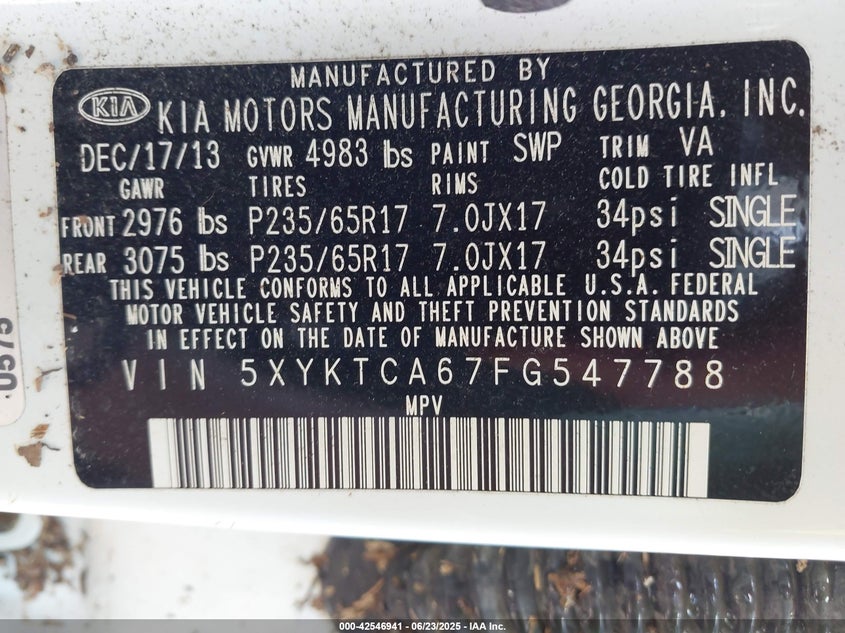 MANUFACTURED BY
KIA KIA MOTORS MANUFACTURING GEORGIA, INC.
DEC/17/13 GVWR 4983 lbs PAINT SWP TRIM VA
GAWR TIRES RIMS COLD TIRE INFL
FRONT 2976 lbs P235/65R17 7.0JX17 34psi SINGLE
REAR 3075 lbs P235/65R17 7.0JX17 34psi SINGLE
THIS VEHICLE CONFORMS TO ALL APPLICABLE U.S.A. FEDERAL
MOTOR VEHICLE SAFETY AND THEFT PREVENTION STANDARDS
IN EFFECT ON THE DATE OF MANUFACTURE SHOWN ABOVE
VIN 5XYKTCA67FG547788
MPV
0575
000-42546941 - 06/23/2025 - IAA Inc.